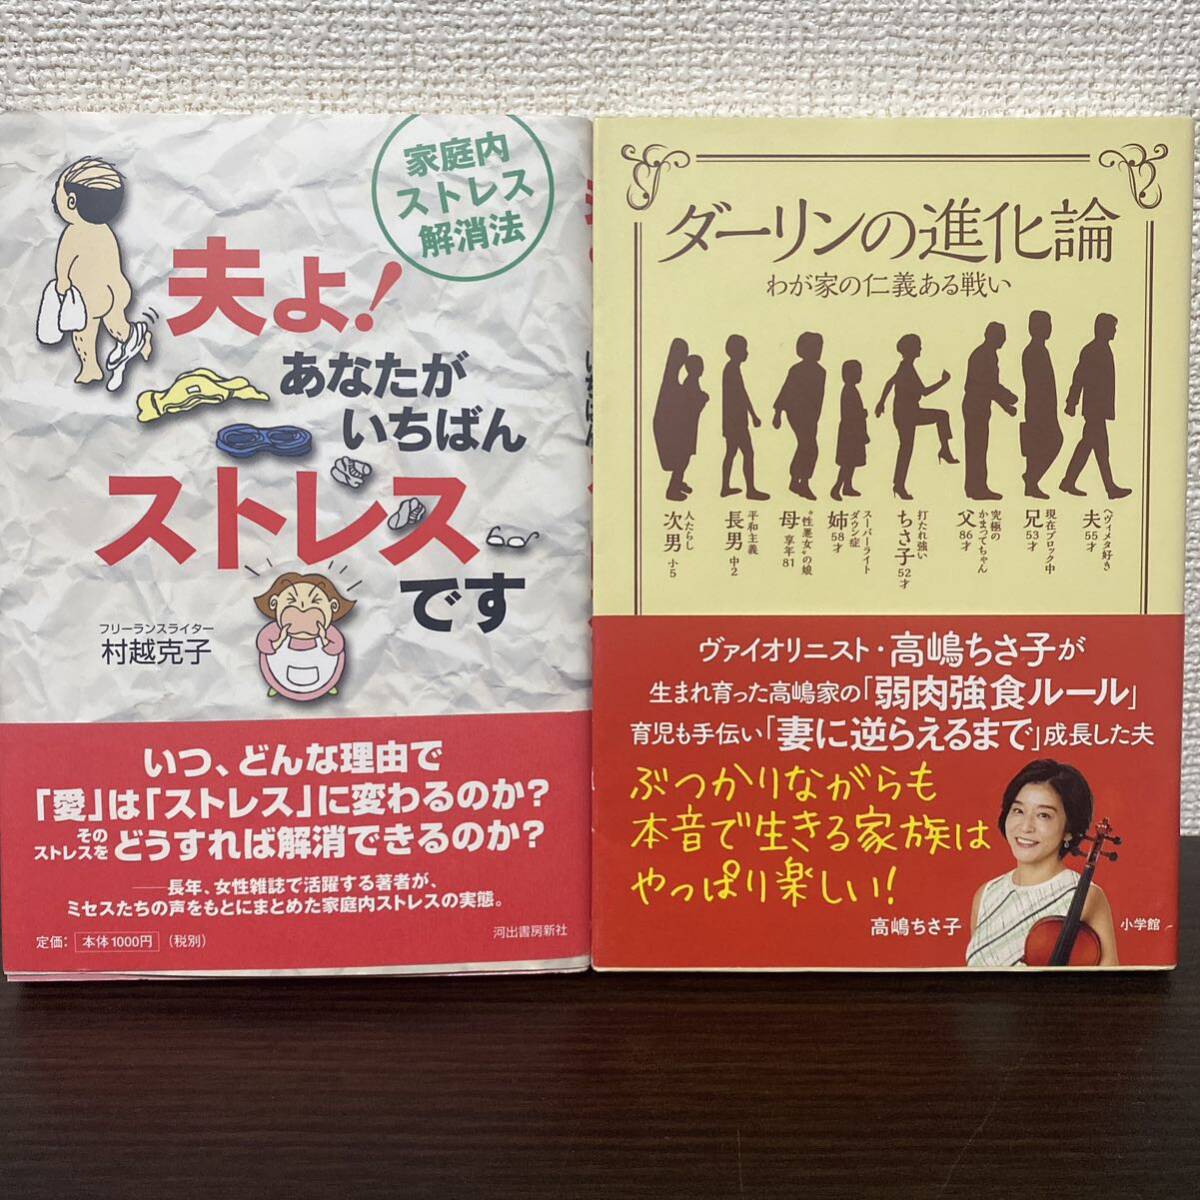 家庭内
ストレス
解消法
夫よ!
あなたが
いちばん
ストレス
です
フリーランスライター
村越克子
いつ、どんな理由で
「愛」は「ストレス」に変わるのか?
そのストレスを どうすれば解消できるのか?
——長年、女性雑誌で活躍する著者が、
ミセスたちの声をもとにまとめた家庭内ストレスの実態。
定価: 本体1000円 (税別)
河出書房新社
ダーリンの進化論
わが家の仁義ある戦い
ヘヴィメタ好き
夫 55才
現在ブロック中
兄 53才
究極のかまってちゃん
父 86才
打たれ強い
ちさ子 52才
スーパーライトダウン症
姉 58才
"性悪女"の娘
母 享年81
平和主義
長男 中2
人たらし
次男 小5
ヴァイオリニスト・高嶋ちさ子が
生まれ育った高嶋家の「弱肉強食ルール」
育児も手伝い「妻に逆らえるまで」成長した夫
ぶつかりながらも
本音で生きる家族は
やっぱり楽しい!
高嶋ちさ子
小学館